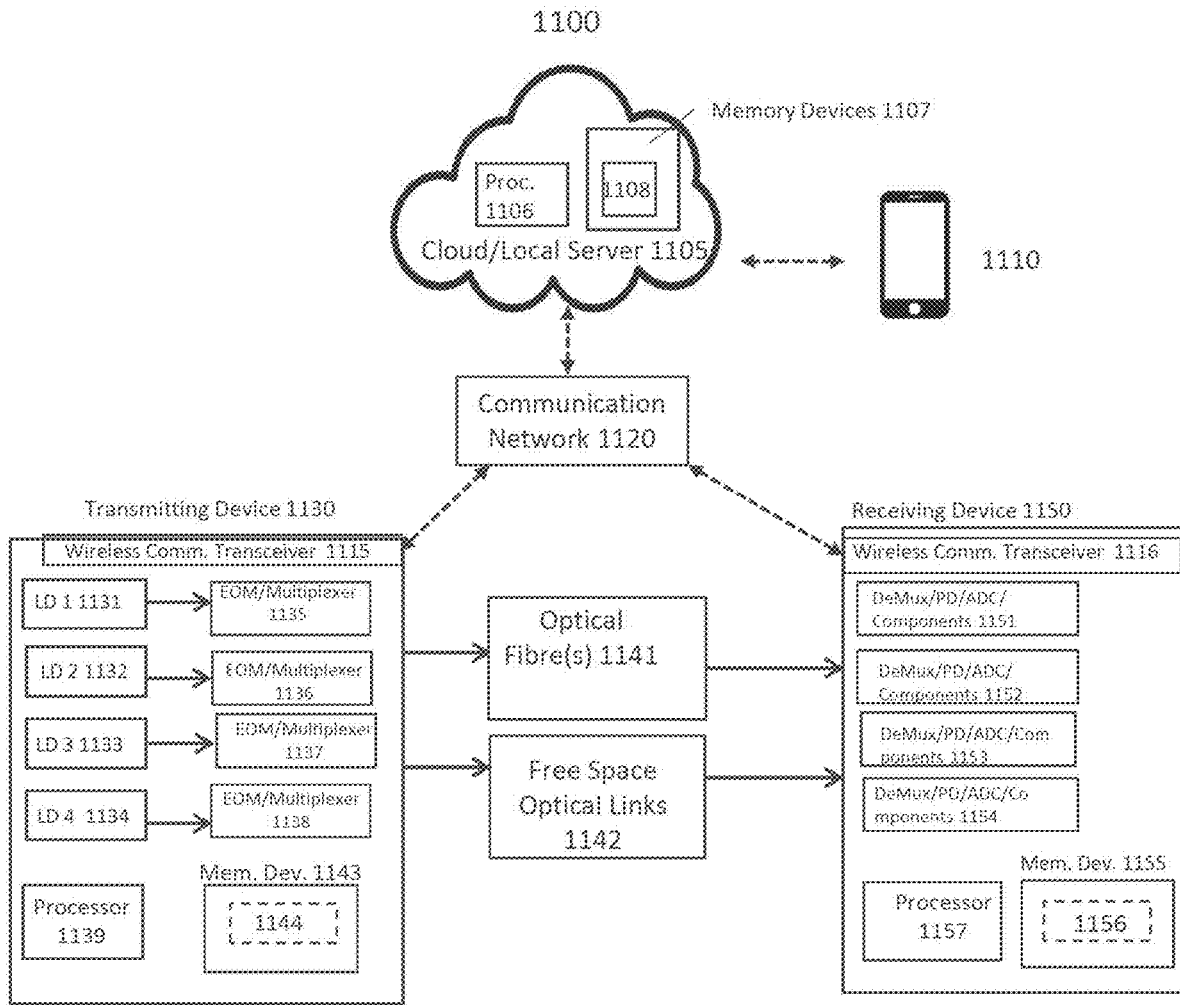 1100
Memory Devices 1107
Proc.
1106
1108
Cloud/Local Server 1105
1110
Communication
Network 1120
Transmitting Device 1130
Wireless Comm. Transceiver 1115
LD 1 1131
EOM/Multiplexer
1135
LD 2 1132
EOM/Multiplexer
1136
LD 3 1133
EOM/Multiplexer
1137
LD 4 1134
EOM/Multiplexer
1138
Processor
1139
Mem. Dev. 1143
1144
Optical
Fibre(s) 1141
Free Space
Optical Links
1142
Receiving Device 1150
Wireless Comm. Transceiver 1116
DeMux/PD/ADC/
Components 1151
DeMux/PD/ADC/
Components 1152
DeMux/PD/ADC/Com
ponents 1153
DeMux/PD/ADC/Co
mponents 1154
Processor
1157
Mem. Dev. 1155
1156